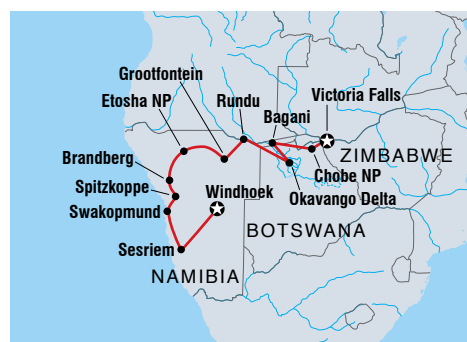 Grootfontein
Etosha NP
Rundu
Victoria Falls
Bagani
Brandberg
ZIMBABWE
Spitzkoppe
Windhoek
Chobe NP
Swakopmund
Okavango Delta
BOTSWANA
Sesriem
NAMIBIA